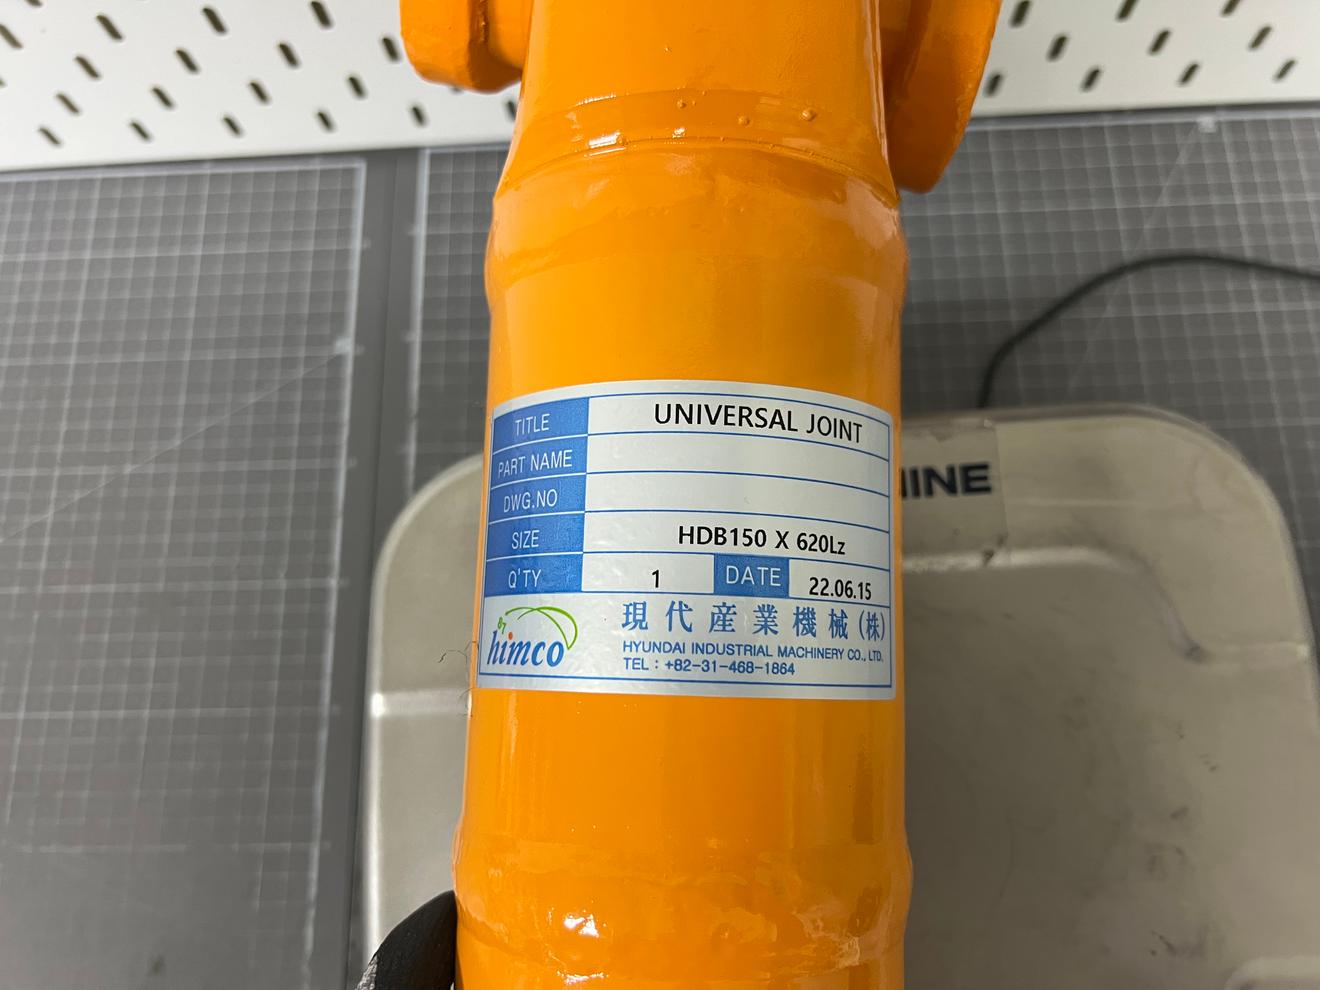 TITLE UNIVERSAL JOINT
PART NAME
DWG.NO
SIZE HDB150 X 620Lz
Q'TY 1 DATE 22.06.15
By himco
現代産業機械(株)
HYUNDAI INDUSTRIAL MACHINERY CO., LTD.
TEL : +82-31-468-1864